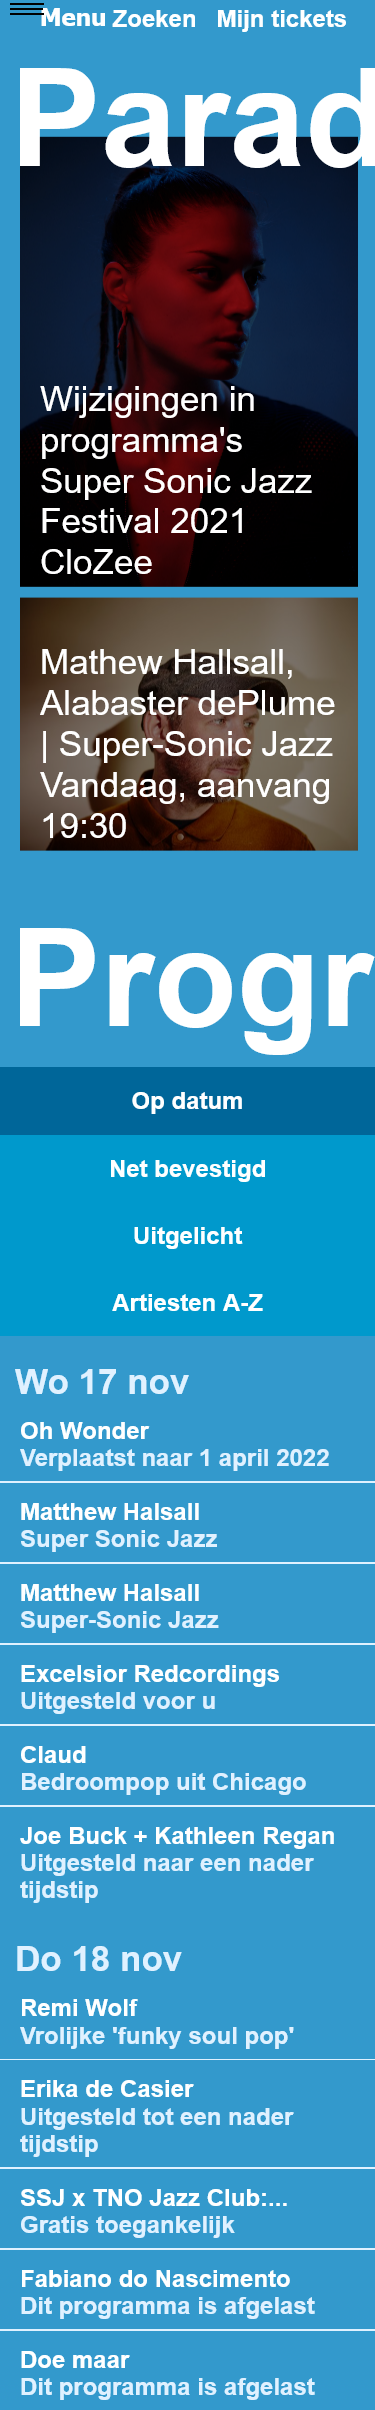 Menu Zoeken Mijn tickets
Parad
Wijzigingen in
programma's
Super Sonic Jazz
Festival 2021
CloZee
Mathew Hallsall,
Alabaster dePlume
| Super-Sonic Jazz
Vandaag, aanvang
19:30
Progr
Op datum
Net bevestigd
Uitgelicht
Artiesten A-Z
Wo 17 nov
Oh Wonder
Verplaatst naar 1 april 2022
Matthew Halsall
Super Sonic Jazz
Matthew Halsall
Super-Sonic Jazz
Excelsior Redcordings
Uitgesteld voor u
Claud
Bedroompop uit Chicago
Joe Buck + Kathleen Regan
Uitgesteld naar een nader
tijdstip
Do 18 nov
Remi Wolf
Vrolijke 'funky soul pop'
Erika de Casier
Uitgesteld tot een nader
tijdstip
SSJ x TNO Jazz Club:...
Gratis toegankelijk
Fabiano do Nascimento
Dit programma is afgelast
Doe maar
Dit programma is afgelast